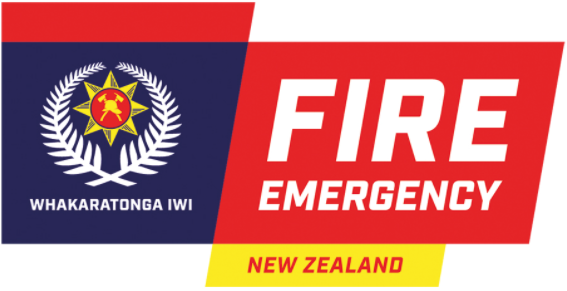 WHAKARATONGA IWI
FIRE
EMERGENCY
NEW ZEALAND